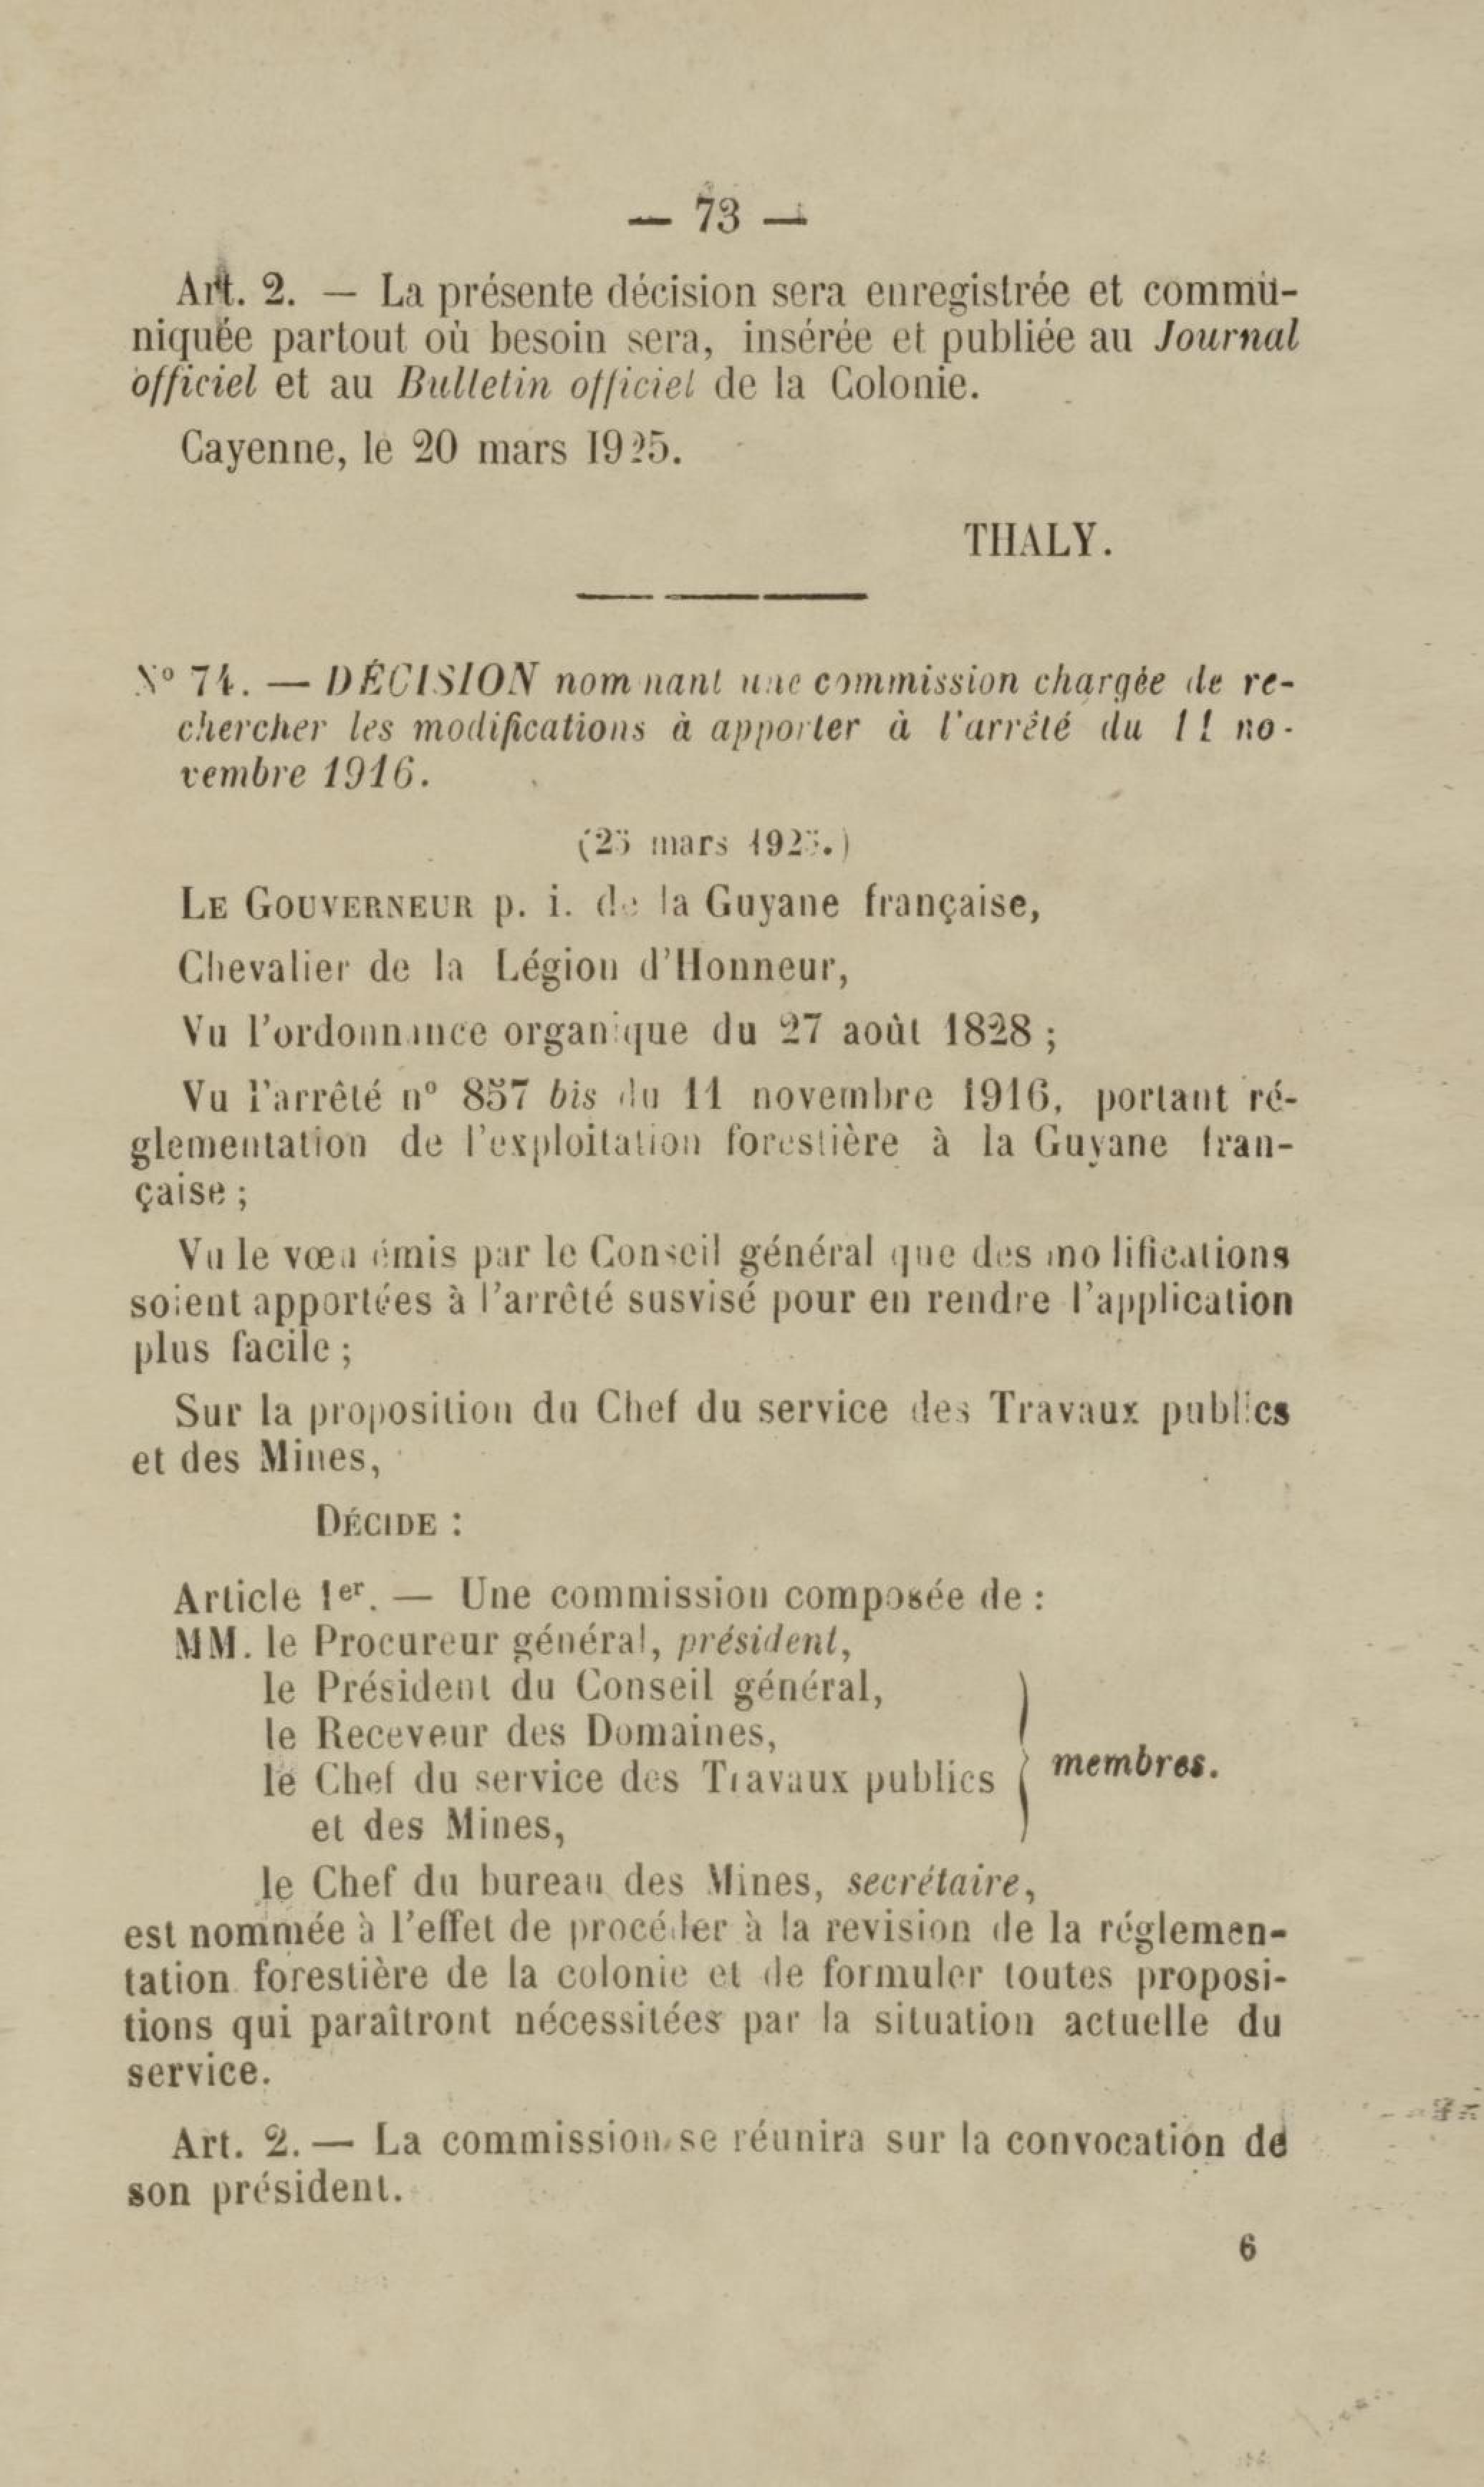 — 73 —
Art. 2. — La présente décision sera enregistrée et commu-
niquée partout où besoin sera, insérée et publiée au Journal
officiel et au Bulletin officiel de la Colonie.
Cayenne, le 20 mars 1925.
THALY.
N° 74. — DÉCISION nommant une commission chargée de re-
chercher les modifications à apporter à l'arrêté du 11 no-
vembre 1916.
(25 mars 1925.)
LE GOUVERNEUR p. i. de la Guyane française,
Chevalier de la Légion d'Honneur,
Vu l'ordonnance organique du 27 août 1828 ;
Vu l'arrêté n° 857 bis du 11 novembre 1916, portant ré-
glementation de l'exploitation forestière à la Guyane fran-
çaise ;
Vu le vœu émis par le Conseil général que des modifications
soient apportées à l'arrêté susvisé pour en rendre l'application
plus facile ;
Sur la proposition du Chef du service des Travaux publics
et des Mines,
DÉCIDE :
Article 1er. — Une commission composée de :
MM. le Procureur général, président,
le Président du Conseil général,
le Receveur des Domaines,
le Chef du service des Travaux publics
et des Mines,
membres.
le Chef du bureau des Mines, secrétaire,
est nommée à l'effet de procéder à la revision de la réglemen-
tation forestière de la colonie et de formuler toutes proposi-
tions qui paraîtront nécessitées par la situation actuelle du
service.
Art. 2. — La commission se réunira sur la convocation de
son président.
6